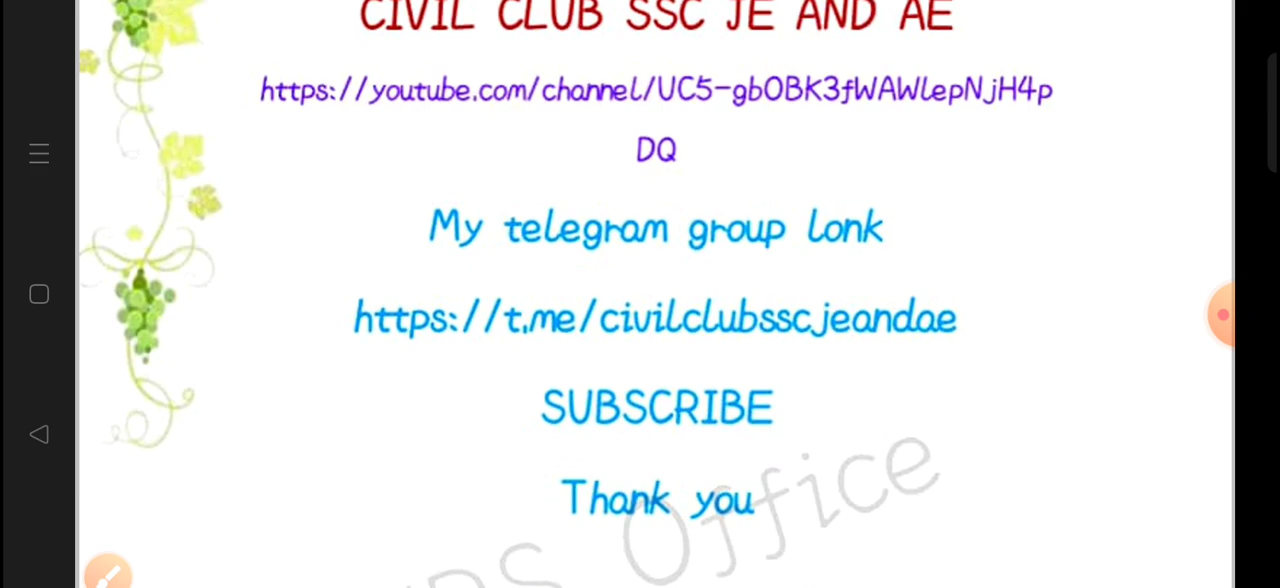 CIVIL CLUB SSC JE AND AE
https://youtube.com/channel/UC5-gbOBK3fWAWlepNjH4p
DQ
My telegram group lonk
https://t.me/civilclubsscjeandae
SUBSCRIBE
Thank you
Office